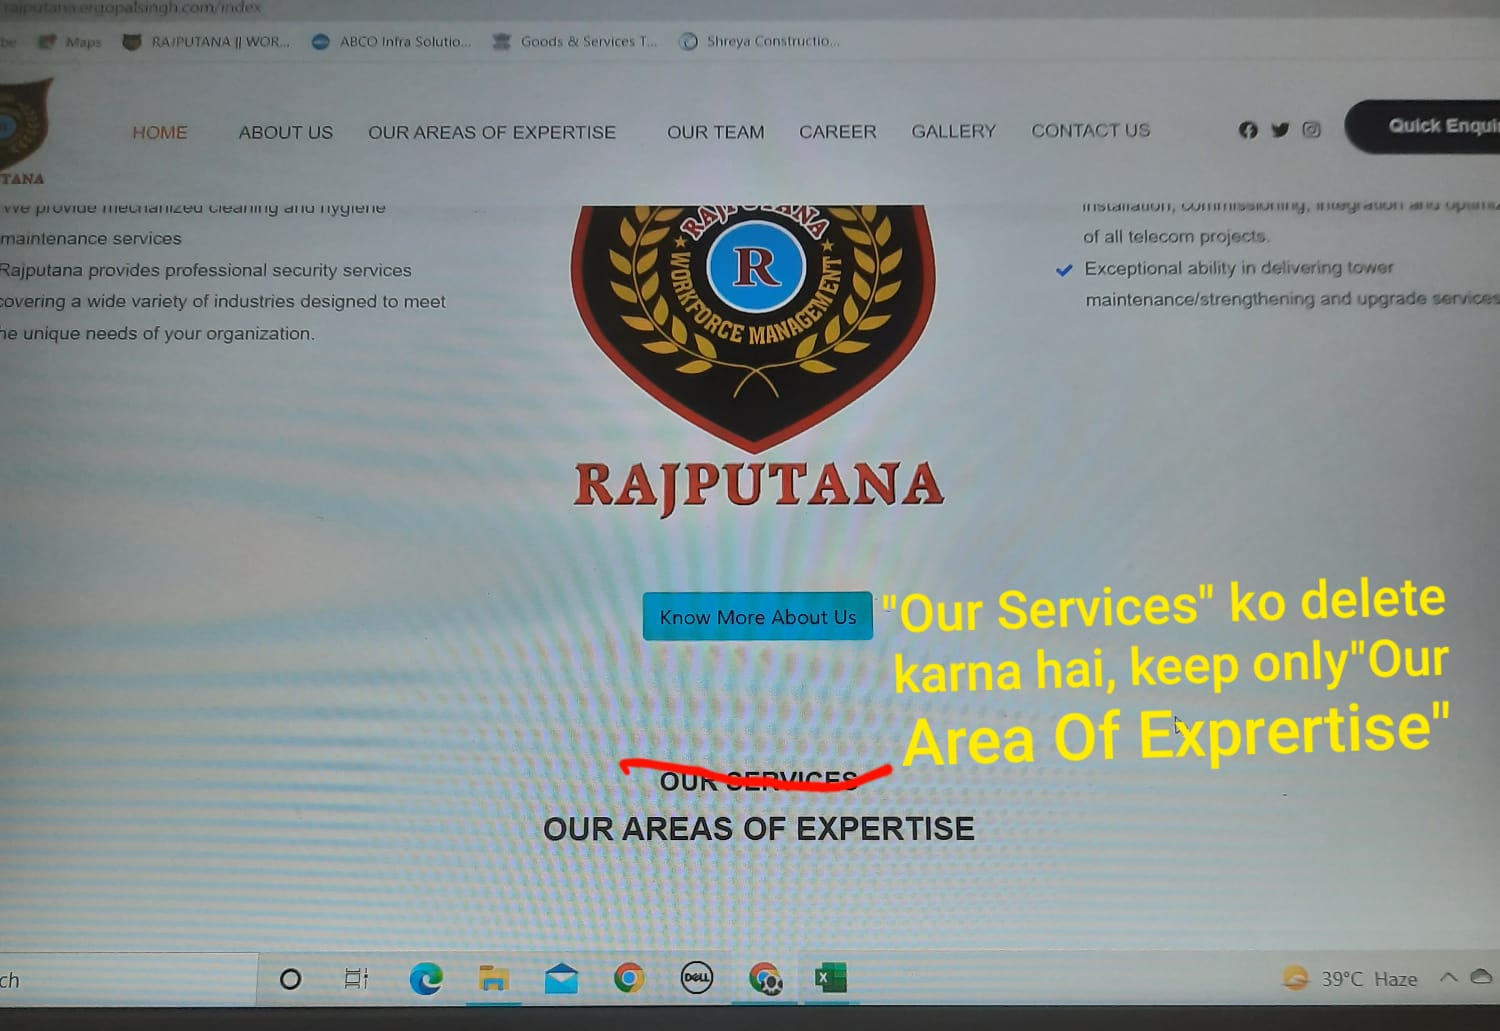 rajputana.ergopalsingh.com/index
be Maps RAJPUTANA || WOR... ABCO Infra Solutio... Goods & Services T... Shreya Constructio...
HOME ABOUT US OUR AREAS OF EXPERTISE OUR TEAM CAREER GALLERY CONTACT US Quick Enqui
TANA
We provide mechanized cleaning and hygiene
maintenance services
Rajputana provides professional security services
covering a wide variety of industries designed to meet
he unique needs of your organization.
RAJPUTANA
R
WORKFORCE MANAGEMENT
RAJPUTANA
installation, commissioning, integration and
of all telecom projects.
Exceptional ability in delivering tower
maintenance/strengthening and upgrade services
Know More About Us
"Our Services" ko delete
karna hai, keep only"Our
Area Of Exprertise"
OUR SERVICES
OUR AREAS OF EXPERTISE
ch DELL 39°C Haze